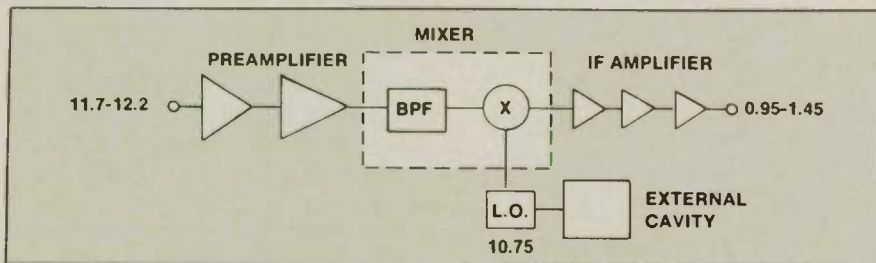 MIXER
PREAMPLIFIER
IF AMPLIFIER
11.7-12.2
BPF
X
0.95-1.45
L.O.
EXTERNAL
CAVITY
10.75